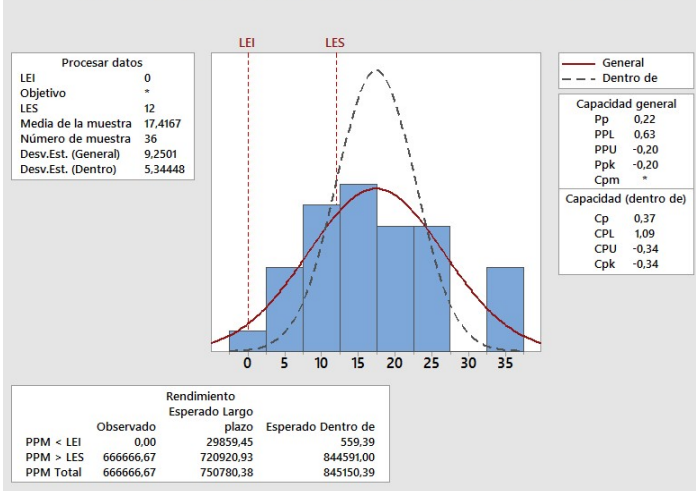 LEI LES
Procesar datos
LEI 0
Objetivo *
LES 12
Media de la muestra 17,4167
Número de muestra 36
Desv.Est. (General) 9,2501
Desv.Est. (Dentro) 5,34448
General
Dentro de
Capacidad general
Pp 0,22
PPL 0,63
PPU -0,20
Ppk -0,20
Cpm *
Capacidad (dentro de)
Cp 0,37
CPL 1,09
CPU -0,34
Cpk -0,34
0 5 10 15 20 25 30 35
Rendimiento
Esperado Largo
Observado plazo Esperado Dentro de
PPM < LEI 0,00 29859,45 559,39
PPM > LES 666666,67 720920,93 844591,00
PPM Total 666666,67 750780,38 845150,39